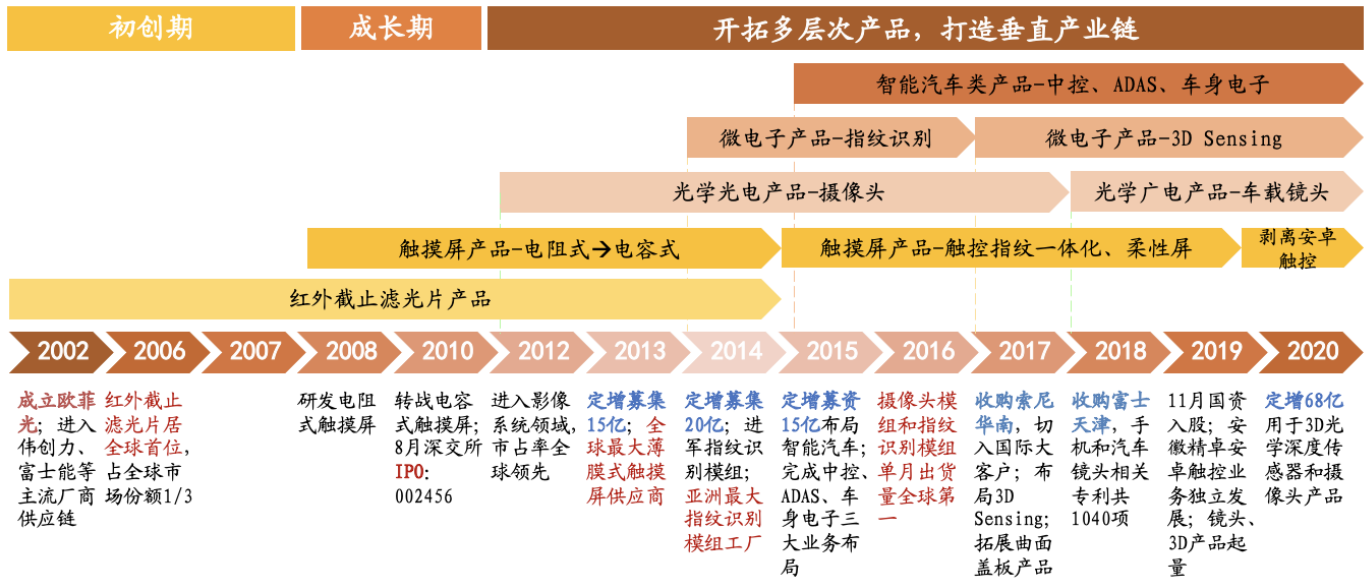 初创期
成长期
开拓多层次产品，打造垂直产业链
智能汽车类产品-中控、ADAS、车身电子
微电子产品-指纹识别
微电子产品-3D Sensing
光学光电产品-摄像头
光学广电产品-车载镜头
触摸屏产品-电阻式→电容式
触摸屏产品-触控指纹一体化、柔性屏
剥离安卓
触控
红外截止滤光片产品
2002
2006
2007
2008
2010
2012
2013
2014
2015
2016
2017
2018
2019
2020
成立欧菲
光；进入
伟创力、
富士能等
主流厂商
供应链
红外截止
滤光片居
全球首位，
占全球市
场份额1/3
研发电阻
式触摸屏
转战电容
式触摸屏；
8月深交所
IPO：
002456
进入影像
系统领域，
市占率全
球领先
定增募集
15亿；全
球最大薄
膜式触摸
屏供应商
定增募集
20亿；进
军指纹识
别模组；
亚洲最大
指纹识别
模组工厂
定增募资
15亿布局
智能汽车；
完成中控、
ADAS、车
身电子三
大业务布
局
摄像头模
组和指纹
识别模组
单月出货
量全球第
一
收购索尼
华南，切
入国际大
客户；布
局3D
Sensing；
拓展曲面
盖板产品
收购富士
天津，手
机和汽车
镜头相关
专利共
1040项
11月国资
入股；安
徽精卓安
卓触控业
务独立发
展；镜头、
3D产品起
量
定增68亿
用于3D光
学深度传
感器和摄
像头产品